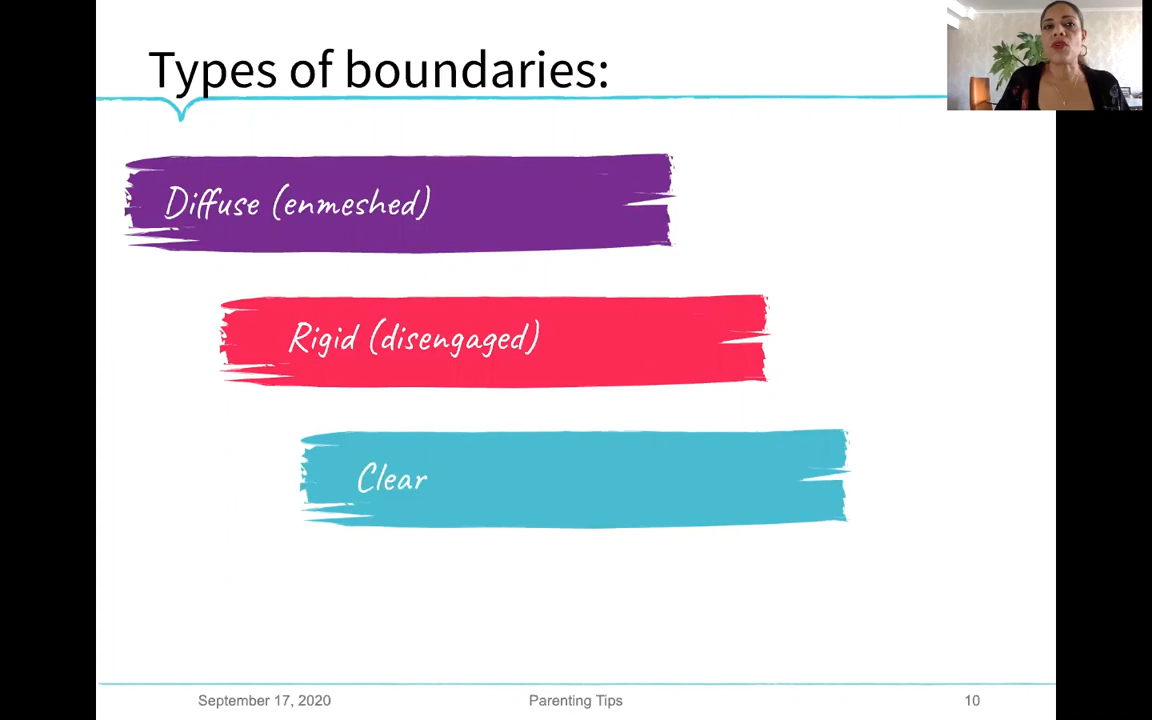 Types of boundaries:
Diffuse (enmeshed)
Rigid (disengaged)
Clear
September 17, 2020
Parenting Tips
10